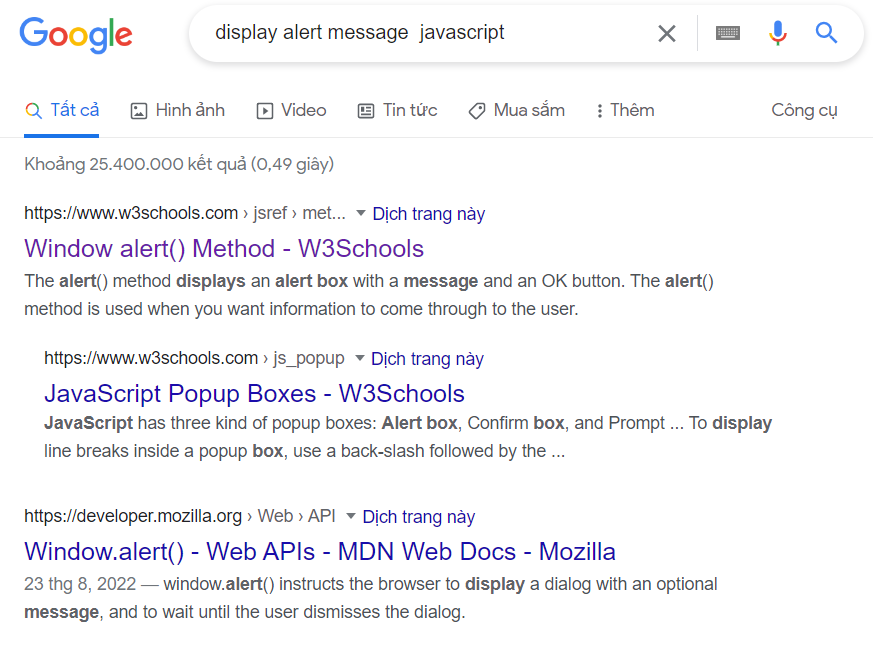 Google
display alert message  javascript
Tất cả Hình ảnh Video Tin tức Mua sắm Thêm Công cụ
Khoảng 25.400.000 kết quả (0,49 giây)
https://www.w3schools.com › jsref › met... Dịch trang này
Window alert() Method - W3Schools
The alert() method displays an alert box with a message and an OK button. The alert()
method is used when you want information to come through to the user.
https://www.w3schools.com › js_popup Dịch trang này
JavaScript Popup Boxes - W3Schools
JavaScript has three kind of popup boxes: Alert box, Confirm box, and Prompt ... To display
line breaks inside a popup box, use a back-slash followed by the ...
https://developer.mozilla.org › Web › API Dịch trang này
Window.alert() - Web APIs - MDN Web Docs - Mozilla
23 thg 8, 2022 — window.alert() instructs the browser to display a dialog with an optional
message, and to wait until the user dismisses the dialog.